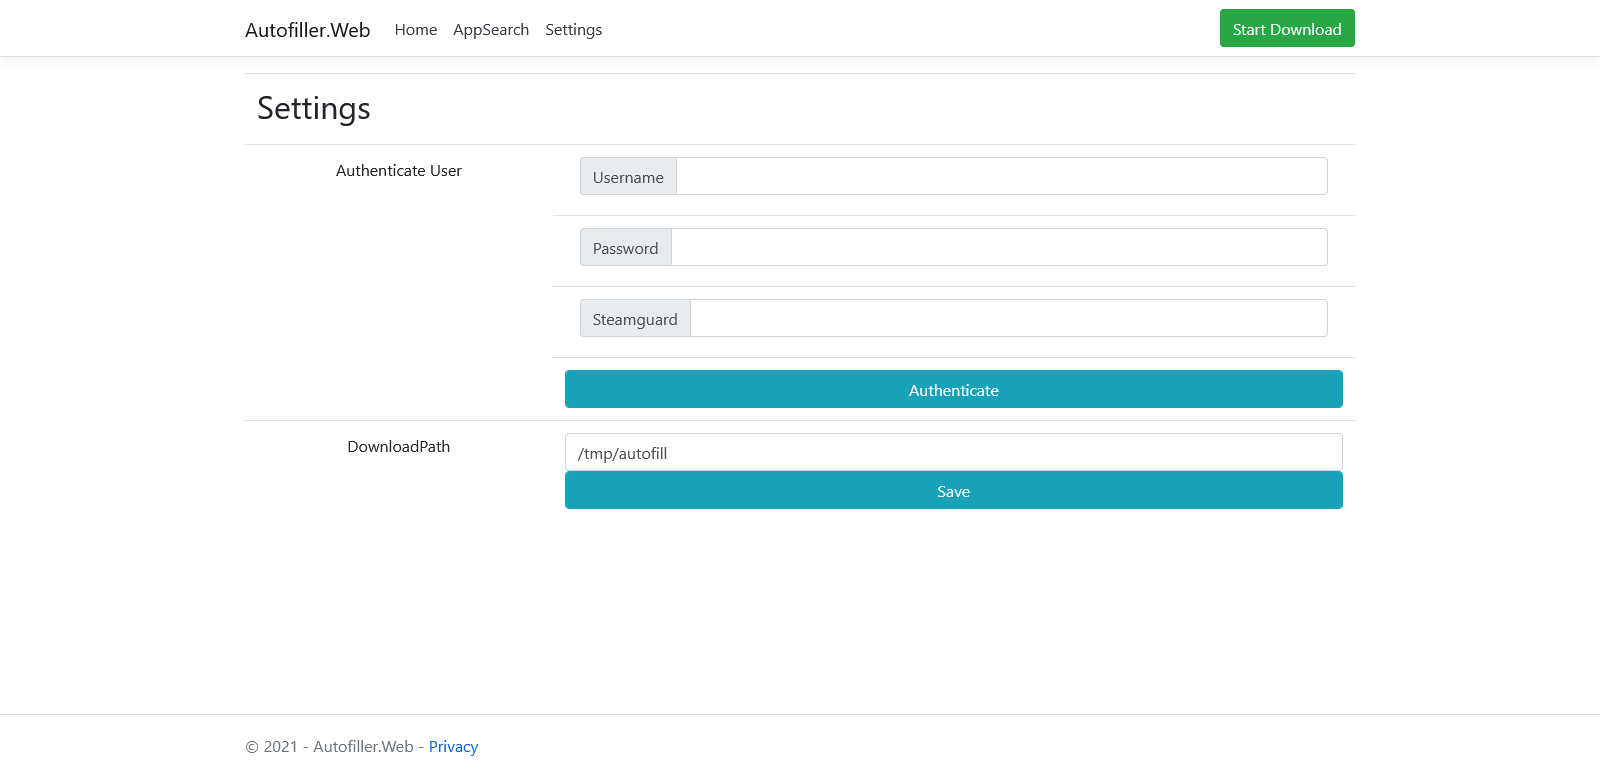 Autofiller.Web Home AppSearch Settings Start Download
Settings
Authenticate User
Username
Password
Steamguard
Authenticate
DownloadPath
/tmp/autofill
Save
© 2021 - Autofiller.Web - Privacy